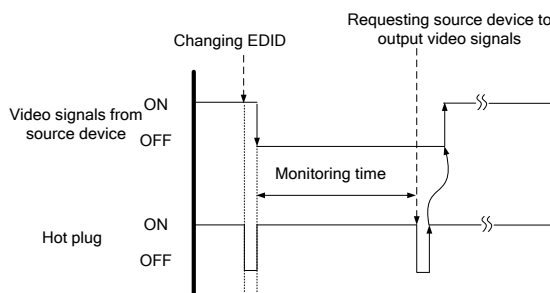 Requesting source device to
output video signals
Changing EDID
Video signals from
source device
ON
OFF
Monitoring time
Hot plug
ON
OFF